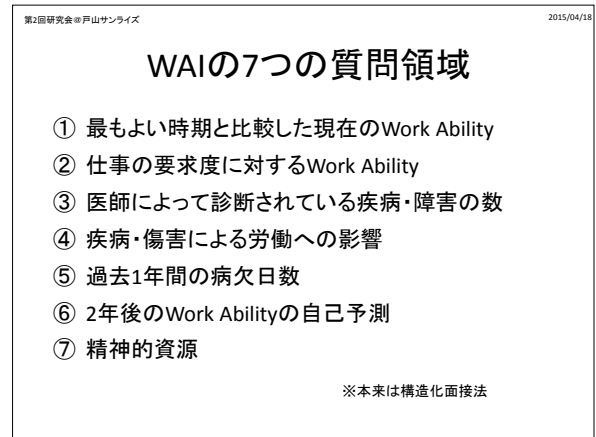 第2回研究会@戸山サンライズ
2015/04/18
WAIの7つの質問領域
① 最もよい時期と比較した現在のWork Ability
② 仕事の要求度に対するWork Ability
③ 医師によって診断されている疾病・障害の数
④ 疾病・傷害による労働への影響
⑤ 過去1年間の病欠日数
⑥ 2年後のWork Abilityの自己予測
⑦ 精神的資源
※本来は構造化面接法